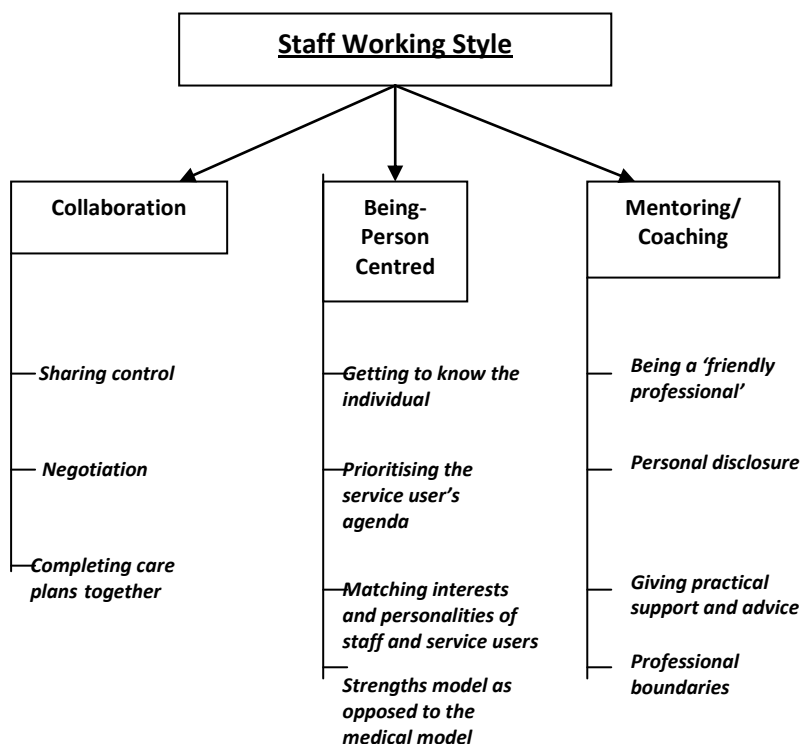 Staff Working Style
Collaboration
Sharing control
Negotiation
Completing care
plans together
Being-
Person
Centred
Getting to know the
individual
Prioritising the
service user's
agenda
Matching interests
and personalities of
staff and service users
Strengths model as
opposed to the
medical model
Mentoring/
Coaching
Being a ‘friendly
professional’
Personal disclosure
Giving practical
support and advice
Professional
boundaries